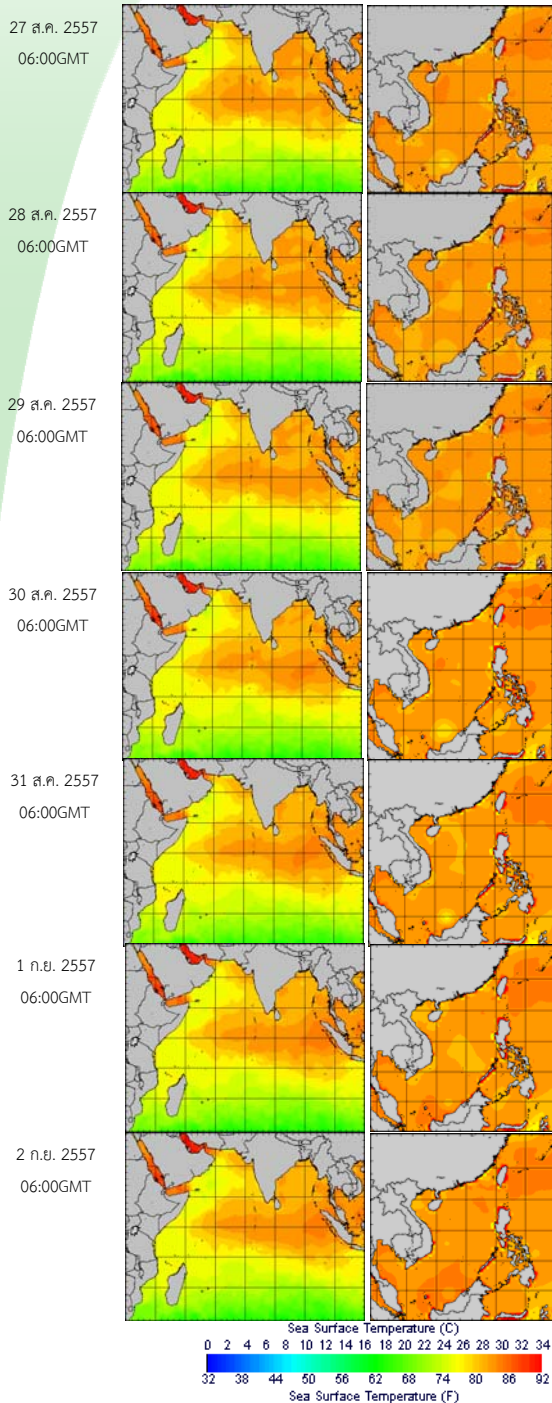 27 ส.ค. 2557
06:00GMT
28 ส.ค. 2557
06:00GMT
29 ส.ค. 2557
06:00GMT
30 ส.ค. 2557
06:00GMT
31 ส.ค. 2557
06:00GMT
1 ก.ย. 2557
06:00GMT
2 ก.ย. 2557
06:00GMT
Sea Surface Temperature (C)
0 2 4 6 8 10 12 14 16 18 20 22 24 26 28 30 32 34
32 38 44 50 56 62 68 74 80 86 92
Sea Surface Temperature (F)